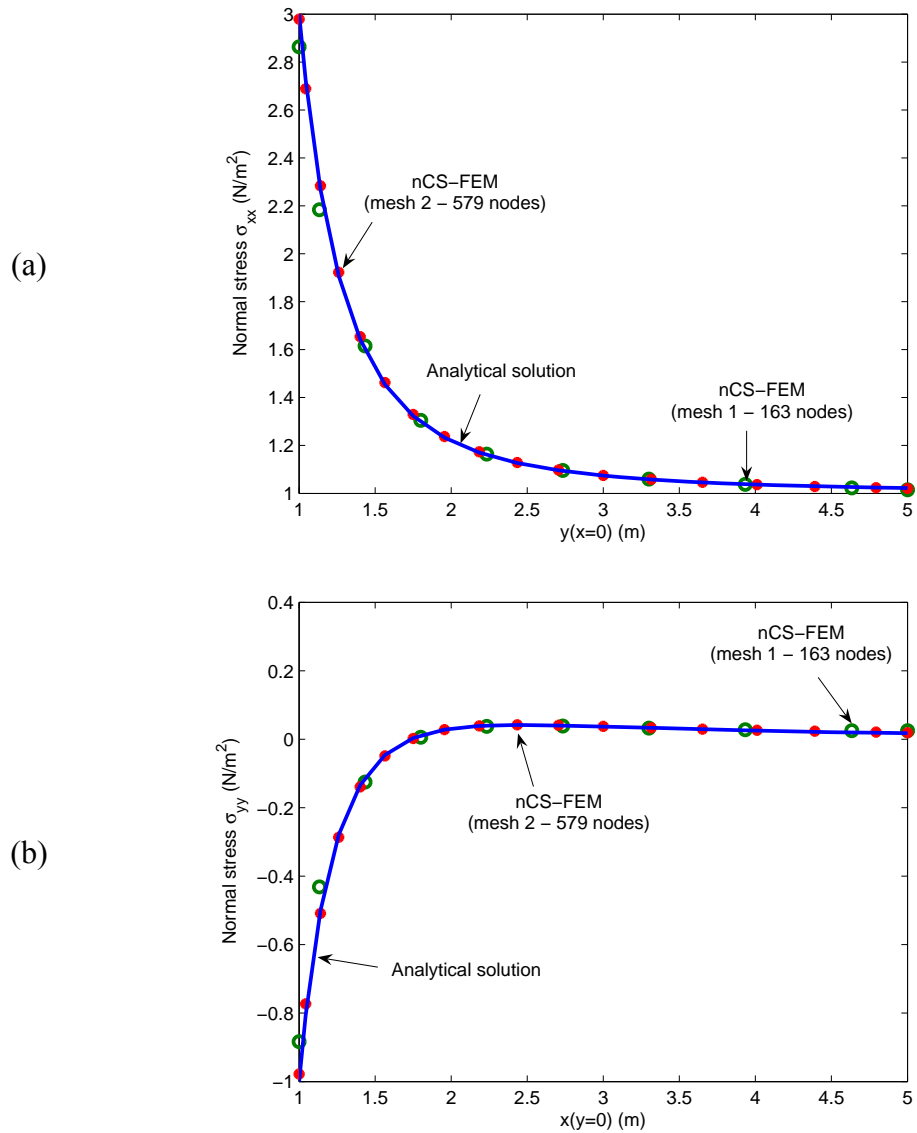 (a)
3
2.8
2.6
2.4
2.2
2
1.8
1.6
1.4
1.2
1
Normal stress σxx (N/m2)
nCS−FEM
(mesh 2 − 579 nodes)
Analytical solution
nCS−FEM
(mesh 1 − 163 nodes)
1 1.5 2 2.5 3 3.5 4 4.5 5
y(x=0) (m)
(b)
0.4
0.2
0
−0.2
−0.4
−0.6
−0.8
−1
Normal stress σyy (N/m2)
nCS−FEM
(mesh 1 − 163 nodes)
nCS−FEM
(mesh 2 − 579 nodes)
Analytical solution
1 1.5 2 2.5 3 3.5 4 4.5 5
x(y=0) (m)